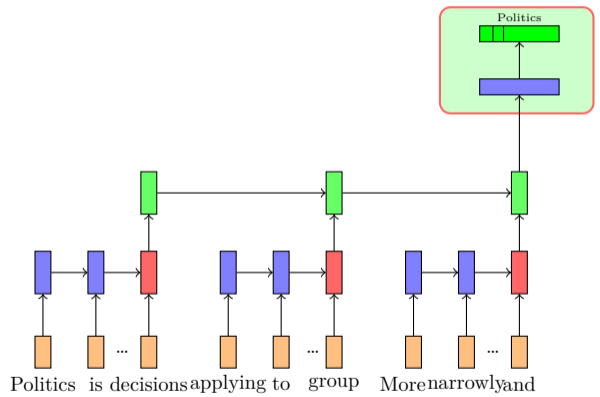 Politics
... ... ...
Politics is decisions applying to group More narrowly and